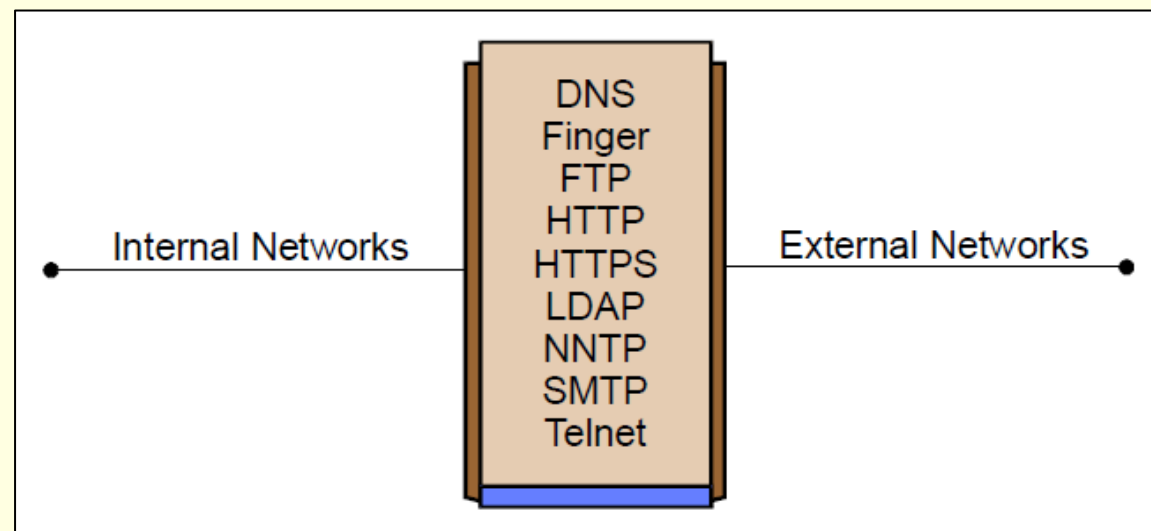 Internal Networks
DNS
Finger
FTP
HTTP
HTTPS
LDAP
NNTP
SMTP
Telnet
External Networks